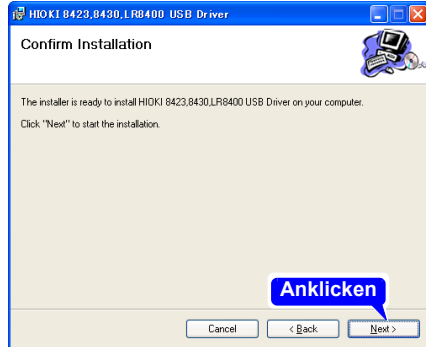 HIOKI 8423,8430,LR8400 USB Driver
Confirm Installation
The installer is ready to install HIOKI 8423,8430,LR8400 USB Driver on your computer.
Click "Next" to start the installation.
Anklicken
Cancel
< Back
Next >